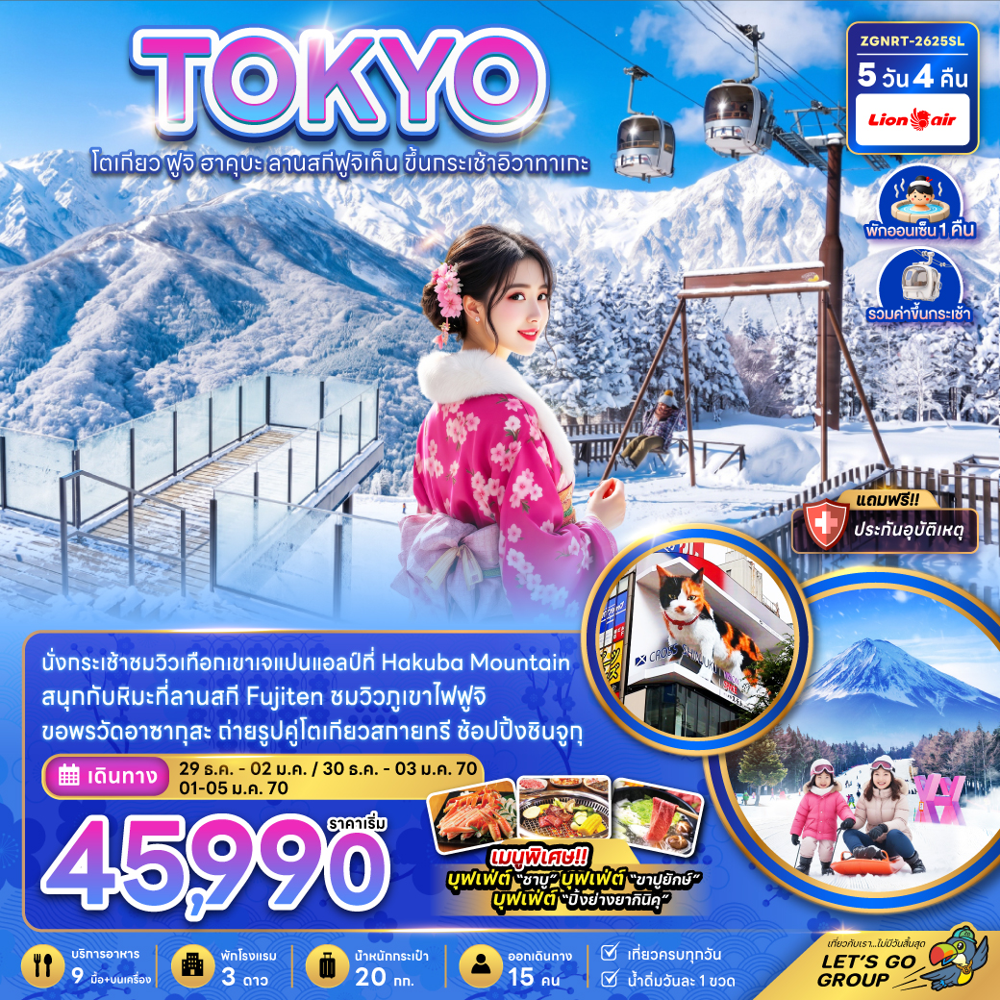 TOKYO
โตเกียว ฟูจิ ฮาคุบะ ลานสกีฟูจิเท็น ขึ้นกระเช้าอิวาทาเกะ
ZGNRT-2625SL
5 วัน 4 คืน
Lion air
พักออนเซ็น 1 คืน
รวมค่าขึ้นกระเช้า
แถมฟรี!!
ประกันอุบัติเหตุ
CROSS SHINJUKU
นั่งกระเช้าชมวิวเทือกเขาเจแปนแอลป์ที่ Hakuba Mountain
สนุกกับหิมะที่ลานสกี Fujiten ชมวิวภูเขาไฟฟูจิ
ขอพรวัดอาซากุสะ ถ่ายรูปคู่โตเกียวสกายทรี ช้อปปิ้งชินจูกุ
เดินทาง
29 ธ.ค. - 02 ม.ค. / 30 ธ.ค. - 03 ม.ค. 70
01-05 ม.ค. 70
ราคาเริ่ม
45,990
เมนูพิเศษ!!
บุฟเฟ่ต์ “ชาบู” บุฟเฟ่ต์ “ขาปูยักษ์”
บุฟเฟ่ต์ “ปิ้งย่างยากินิคุ”
บริการอาหาร
9 มื้อ+บนเครื่อง
พักโรงแรม
3 ดาว
น้ำหนักกระเป๋า
20 กก.
ออกเดินทาง
15 คน
เที่ยวครบทุกวัน
น้ำดื่มวันละ 1 ขวด
เที่ยวกับเรา...ไม่มีวันสิ้นสุด
LET'S GO
GROUP